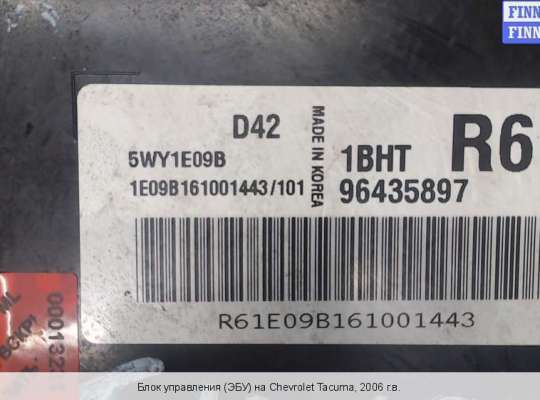 FINN
FINN
D42
5WY1E09B
1E09B161001443/101
MADE IN KOREA
1BHT
R6
96435897
R61E09B161001443
Блок управления (ЭБУ) на Chevrolet Tacuma, 2006 г.в.